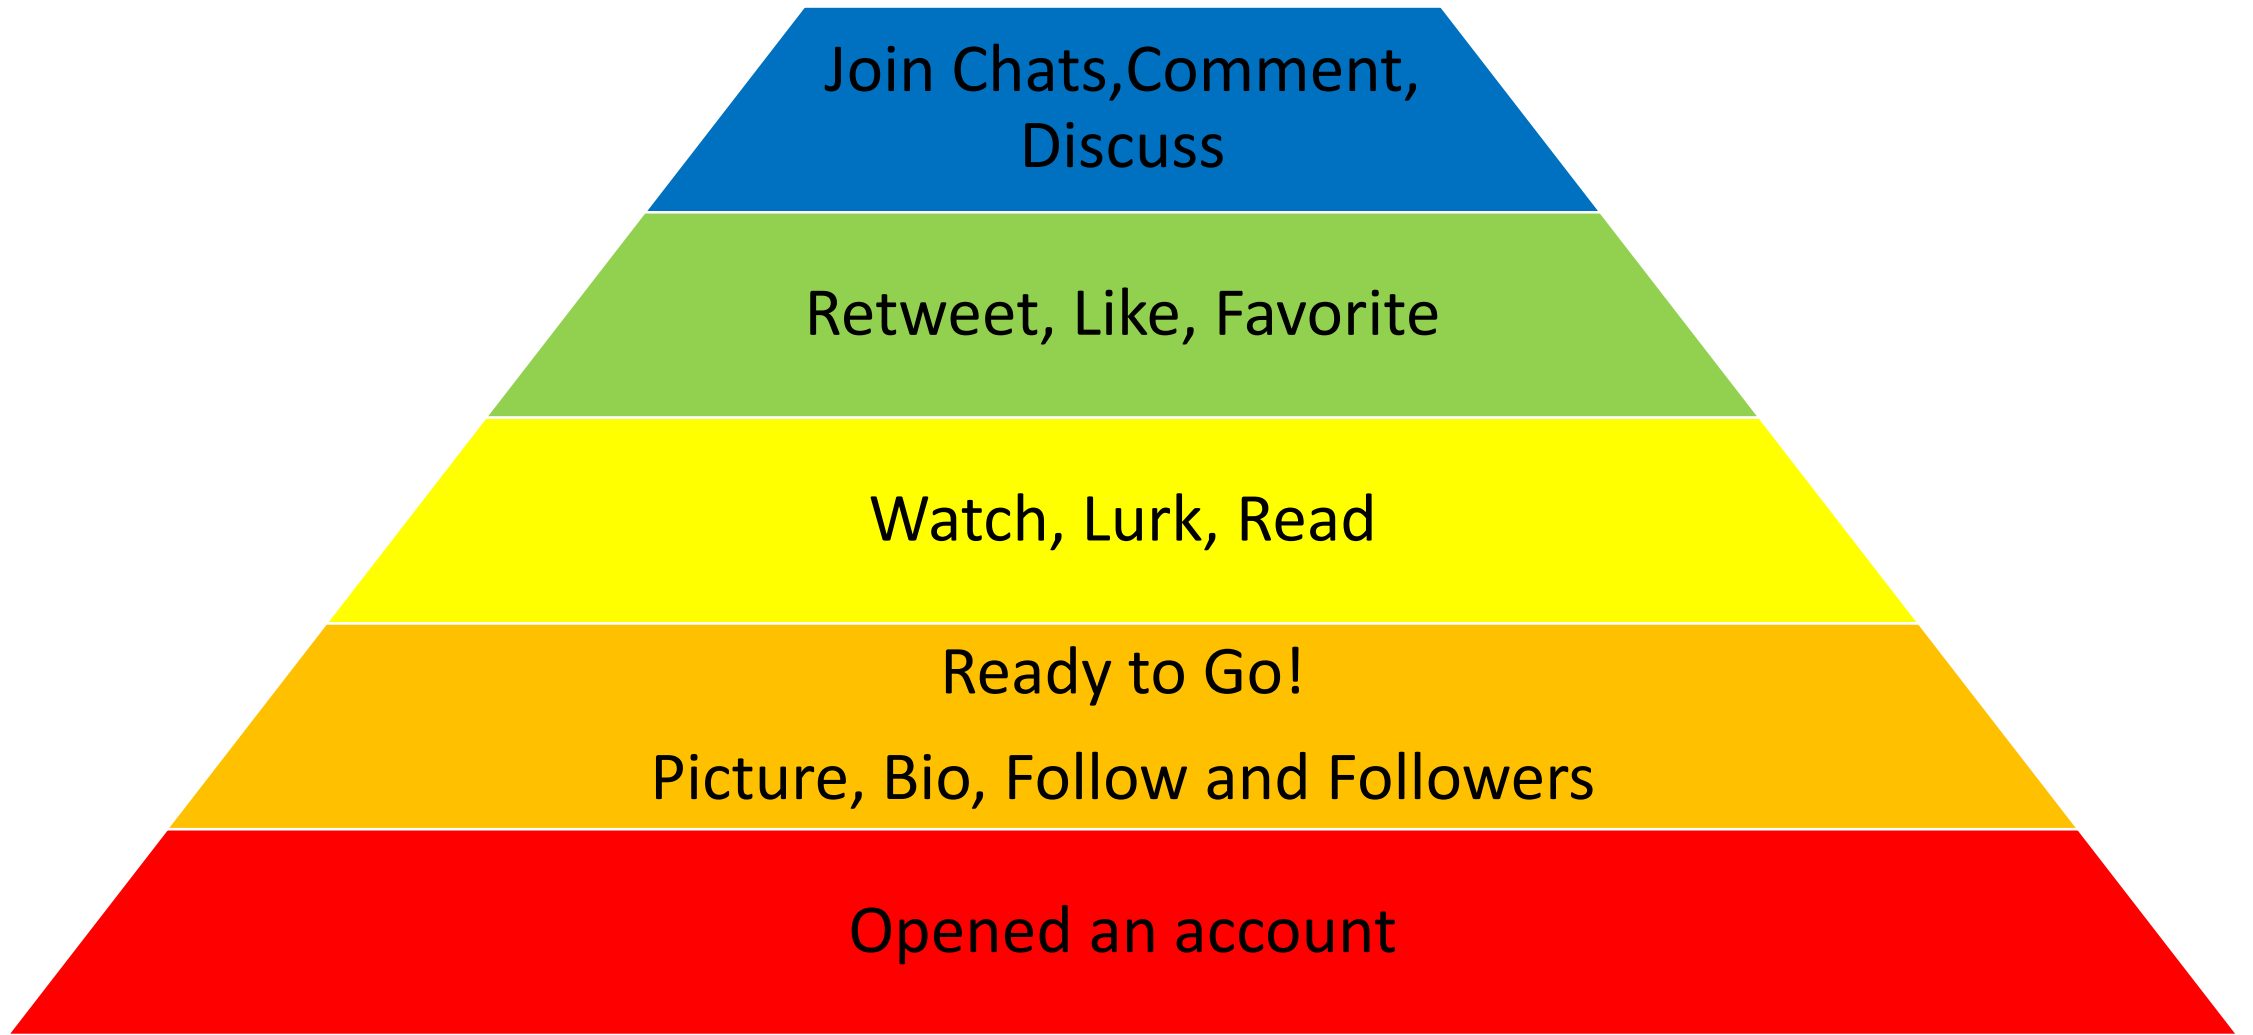 Join Chats,Comment,
Discuss
Retweet, Like, Favorite
Watch, Lurk, Read
Ready to Go!
Picture, Bio, Follow and Followers
Opened an account